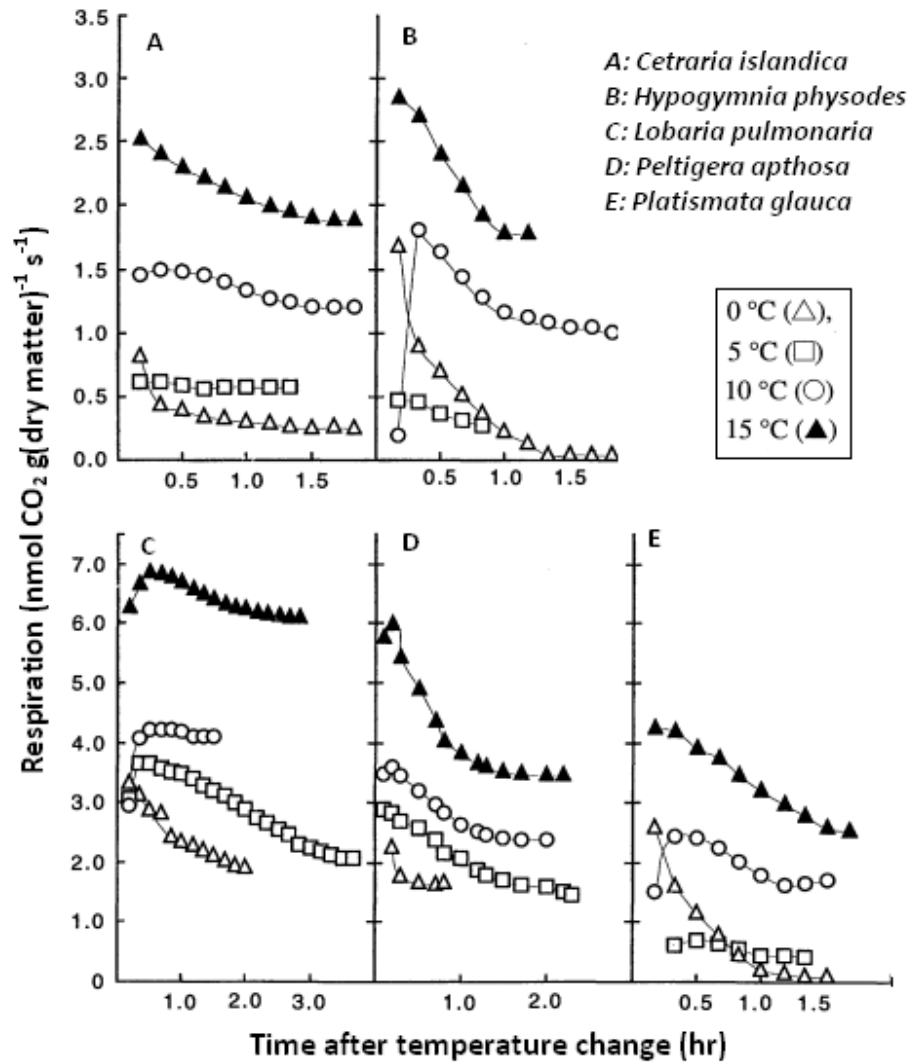 3.5
3.0
2.5
2.0
1.5
1.0
0.5
0.0
A
B
A: Cetraria islandica
B: Hypogymnia physodes
C: Lobaria pulmonaria
D: Peltigera apthosa
E: Platismata glauca
0 °C (△),
5 °C (□)
10 °C (○)
15 °C (▲)
0.5 1.0 1.5
0.5 1.0 1.5
Respiration (nmol CO₂ g(dry matter)⁻¹ s⁻¹)
C
D
E
7.0
6.0
5.0
4.0
3.0
2.0
1.0
0
1.0 2.0 3.0
1.0 2.0
0.5 1.0 1.5
Time after temperature change (hr)